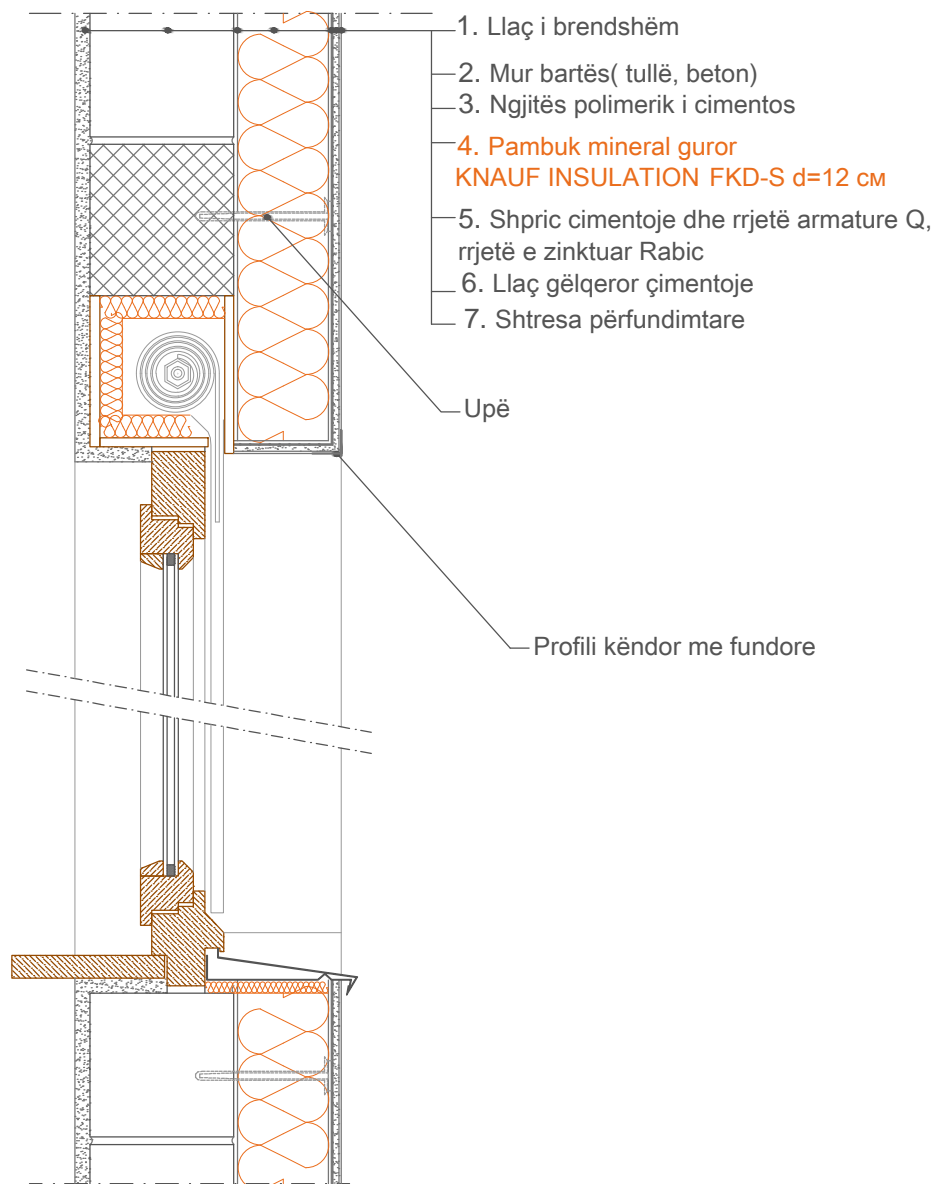 1. Llaç i brendshëm
2. Mur bartës( tullë, beton)
3. Ngjitës polimerik i cimentos
4. Pambuk mineral guror
KNAUF INSULATION FKD-S d=12 см
5. Shpric cimentoje dhe rrjetë armature Q,
rrjetë e zinktuar Rabic
6. Llaç gëlqeror çimentoje
7. Shtresa përfundimtare
Upë
Profili këndor me fundore